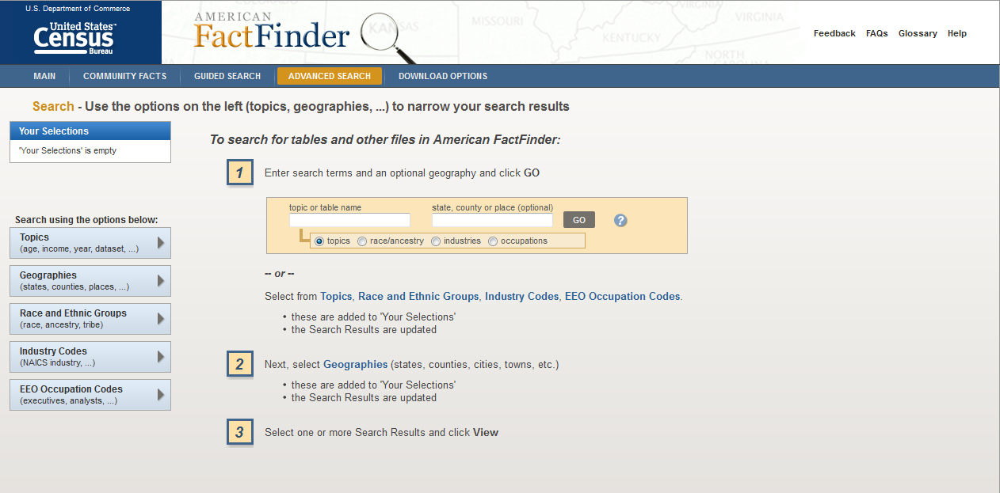 U.S. Department of Commerce
United States™
Census
Bureau
AMERICAN
FactFinder
COLORADO
KANSAS
MISSOURI
KENTUCKY
VIRGINIA
VIRGINIA
NORTH
CAROLINA
Feedback FAQs Glossary Help
MAIN COMMUNITY FACTS GUIDED SEARCH ADVANCED SEARCH DOWNLOAD OPTIONS
Search - Use the options on the left (topics, geographies, ...) to narrow your search results
Your Selections
'Your Selections' is empty
Search using the options below:
Topics
(age, income, year, dataset, ...)
Geographies
(states, counties, places, ...)
Race and Ethnic Groups
(race, ancestry, tribe)
Industry Codes
(NAICS industry, ...)
EEO Occupation Codes
(executives, analysts, ...)
To search for tables and other files in American FactFinder:
1 Enter search terms and an optional geography and click GO
topic or table name state, county or place (optional)
GO ?
topics race/ancestry industries occupations
-- or --
Select from Topics, Race and Ethnic Groups, Industry Codes, EEO Occupation Codes.
• these are added to 'Your Selections'
• the Search Results are updated
2 Next, select Geographies (states, counties, cities, towns, etc.)
• these are added to 'Your Selections'
• the Search Results are updated
3 Select one or more Search Results and click View